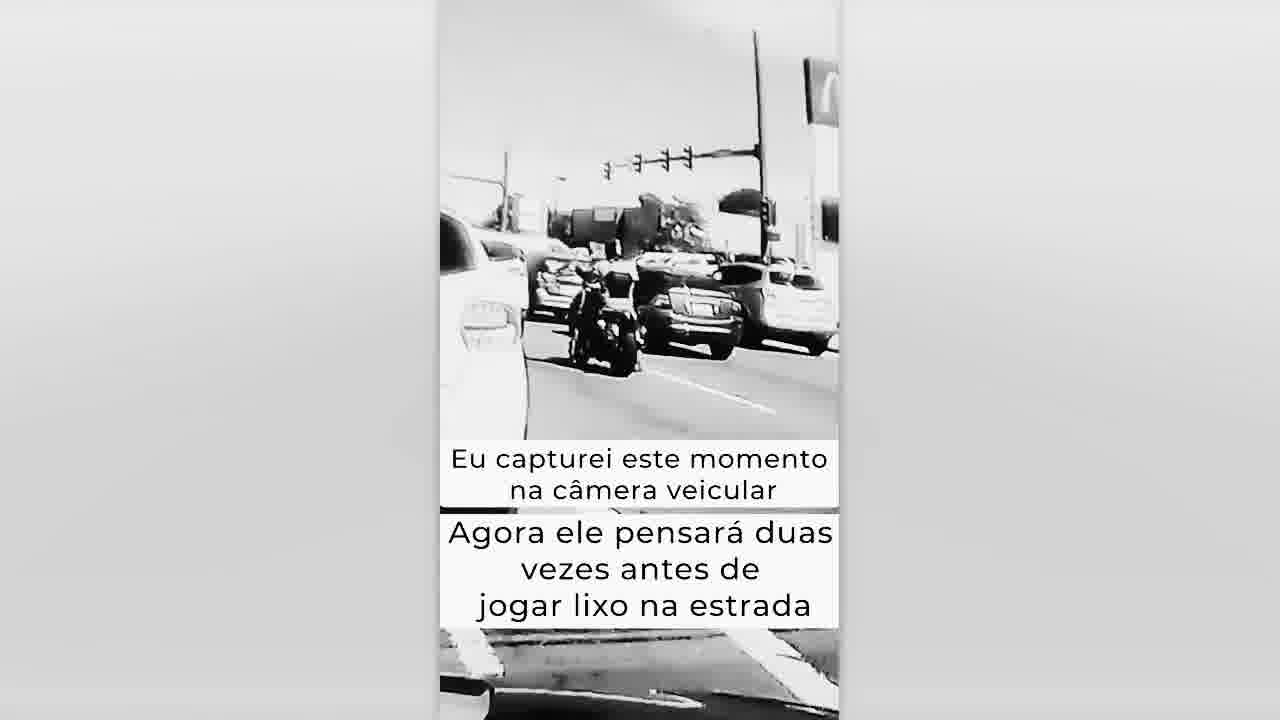 Eu capturei este momento
na câmera veicular
Agora ele pensará duas
vezes antes de
jogar lixo na estrada